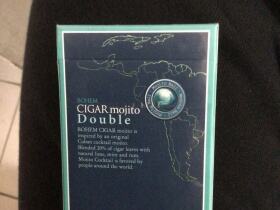 BOHEM
CIGAR mojito
Double
BOHEM CIGAR mojito is
inspired by an original
Cuban cocktail mojito.
Blended 20% of cigar leaves with
natural lime, mint and rum.
Mojito Cocktail is favored by
people around the world.